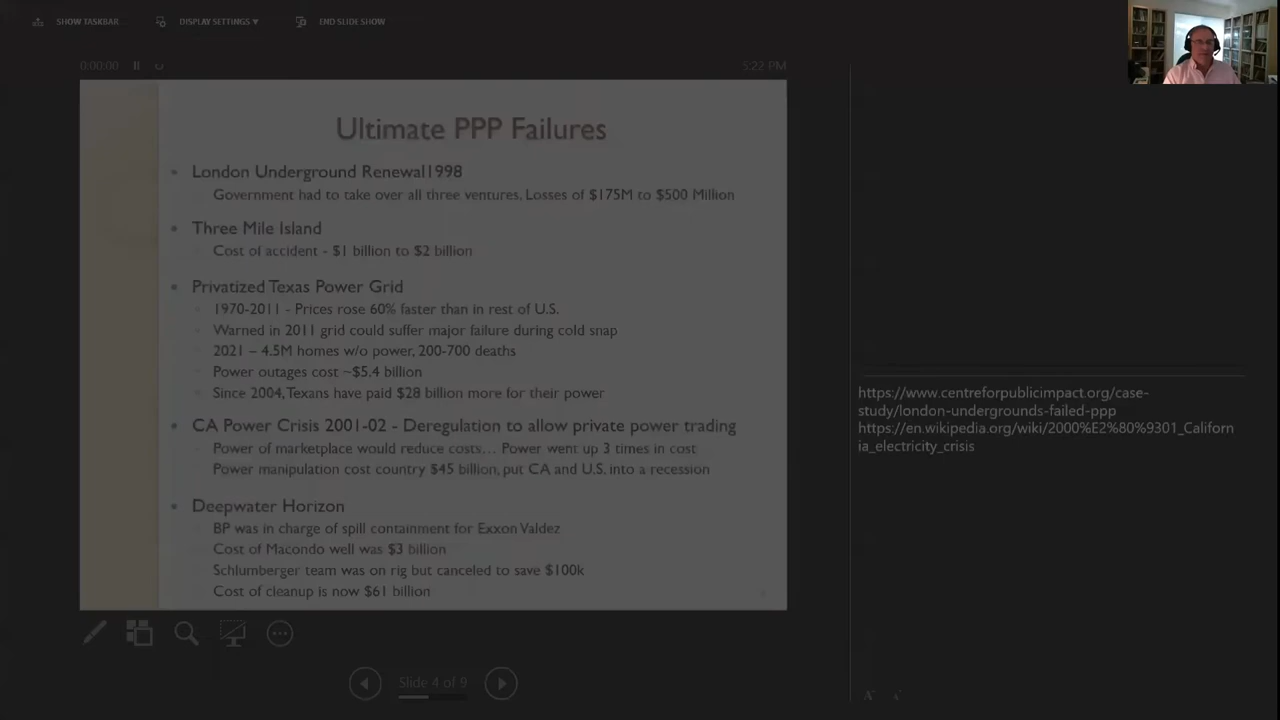 SHOW TASKBAR
DISPLAY SETTINGS ▼
END SLIDE SHOW
0:00:00
5:22 PM
Ultimate PPP Failures
• London Underground Renewal1998
Government had to take over all three ventures, Losses of $175M to $500 Million
• Three Mile Island
Cost of accident - $1 billion to $2 billion
• Privatized Texas Power Grid
1970-2011 - Prices rose 60% faster than in rest of U.S.
Warned in 2011 grid could suffer major failure during cold snap
2021 – 4.5M homes w/o power, 200-700 deaths
Power outages cost ~$5.4 billion
Since 2004, Texans have paid $28 billion more for their power
• CA Power Crisis 2001-02 - Deregulation to allow private power trading
Power of marketplace would reduce costs… Power went up 3 times in cost
Power manipulation cost country $45 billion, put CA and U.S. into a recession
• Deepwater Horizon
BP was in charge of spill containment for Exxon Valdez
Cost of Macondo well was $3 billion
Schlumberger team was on rig but canceled to save $100k
Cost of cleanup is now $61 billion
https://www.centreforpublicimpact.org/case-
study/london-undergrounds-failed-ppp
https://en.wikipedia.org/wiki/2000%E2%80%9301_Californ
ia_electricity_crisis
Slide 4 of 9
A A